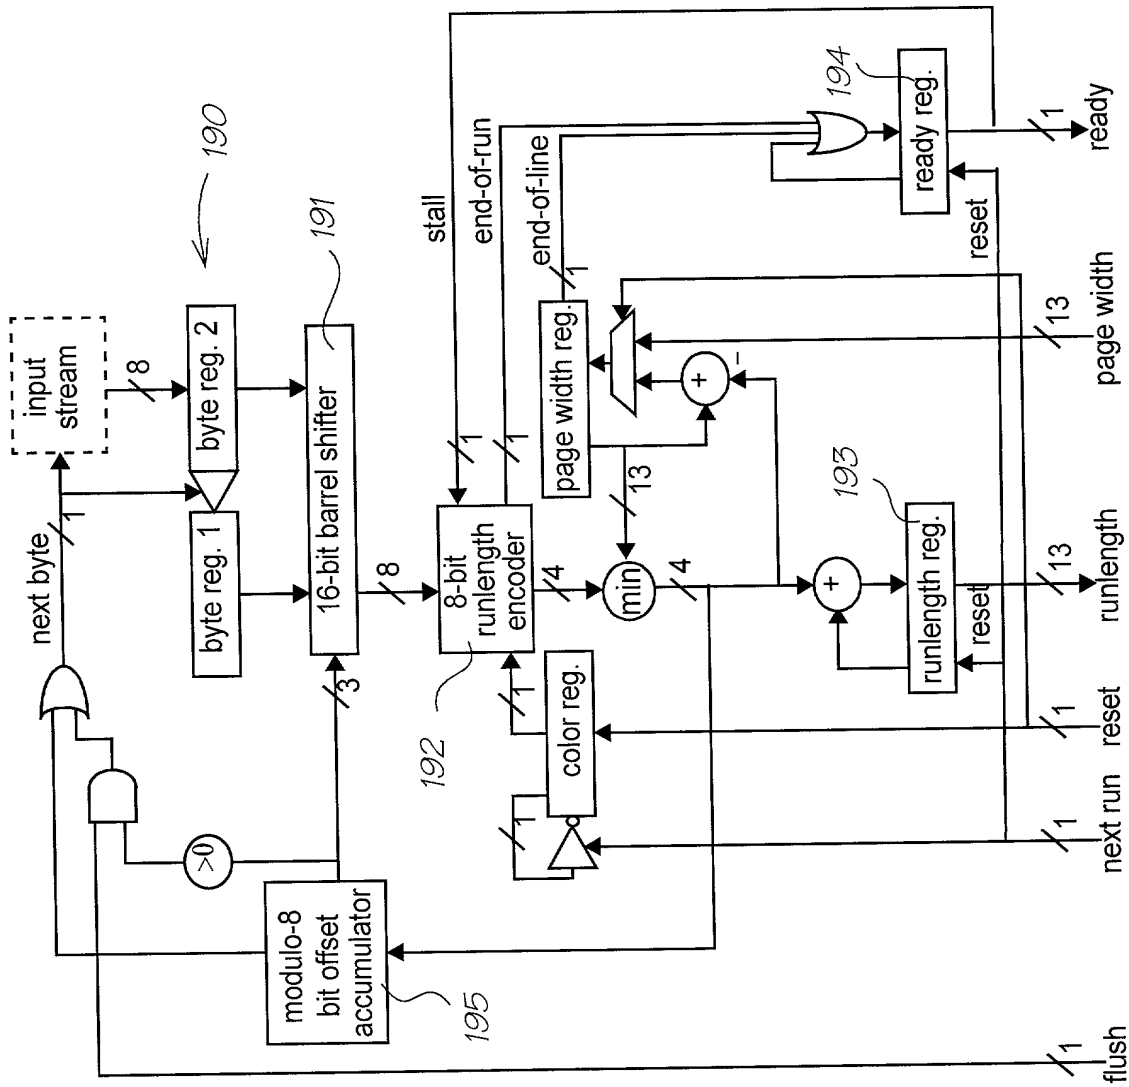 190
input
stream
8
next byte
1
byte reg. 1
byte reg. 2
16-bit barrel shifter
191
3
8
stall
1
end-of-run
1
8-bit
runlength
encoder
192
end-of-line
1
page width reg.
13
+
–
4
min
4
color reg.
1
1
>0
modulo-8
bit offset
accumulator
195
+
runlength reg.
193
reset
ready reg.
194
reset
1
flush
1
next run
1
reset
13
runlength
13
page width
1
ready